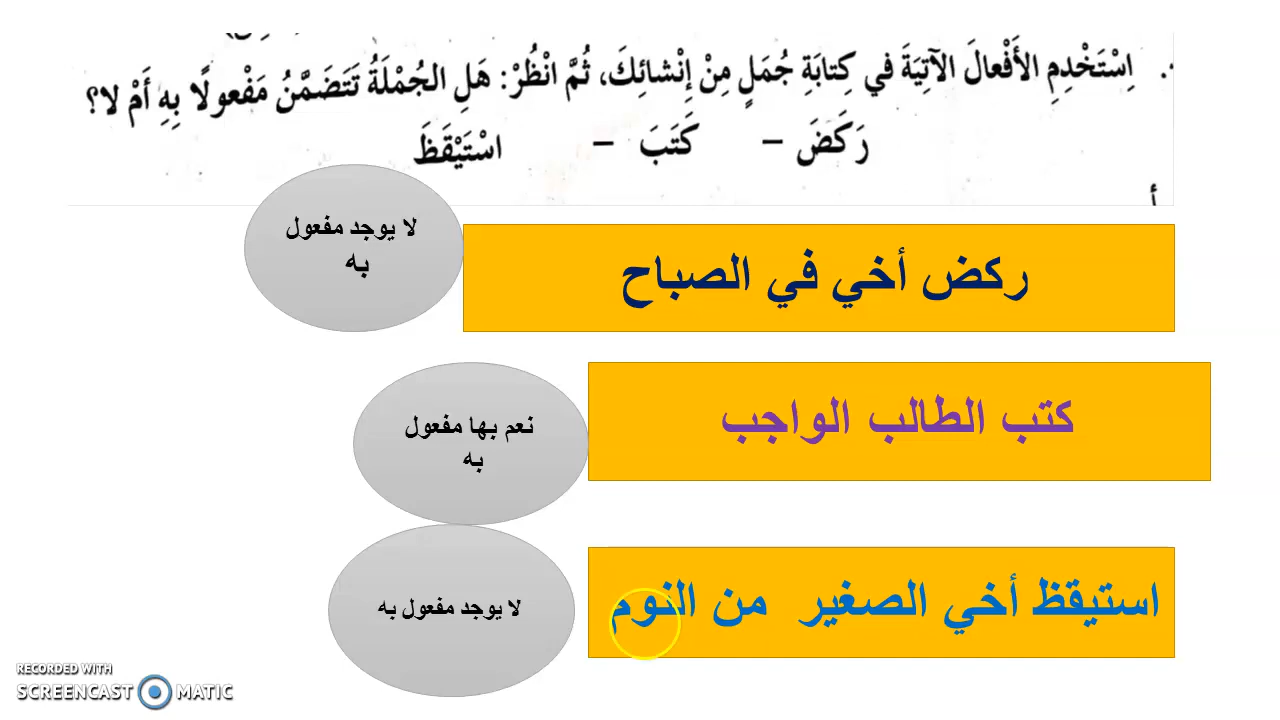 اِسْتَخْدِمِ الأَفْعالَ الآتِيَةَ في كِتابَةِ جُمَلٍ مِنْ إِنْشائِكَ، ثُمَّ انْظُرْ: هَلِ الجُمْلَةُ تَتَضَمَّنُ مَفْعولًا بِهِ أَمْ لا؟
رَكَضَ – كَتَبَ – اسْتَيْقَظَ
أ
لا يوجد مفعول
به
ركض أخي في الصباح
نعم بها مفعول
به
كتب الطالب الواجب
لا يوجد مفعول به
استيقظ أخي الصغير من النوم
RECORDED WITH
SCREENCAST MATIC